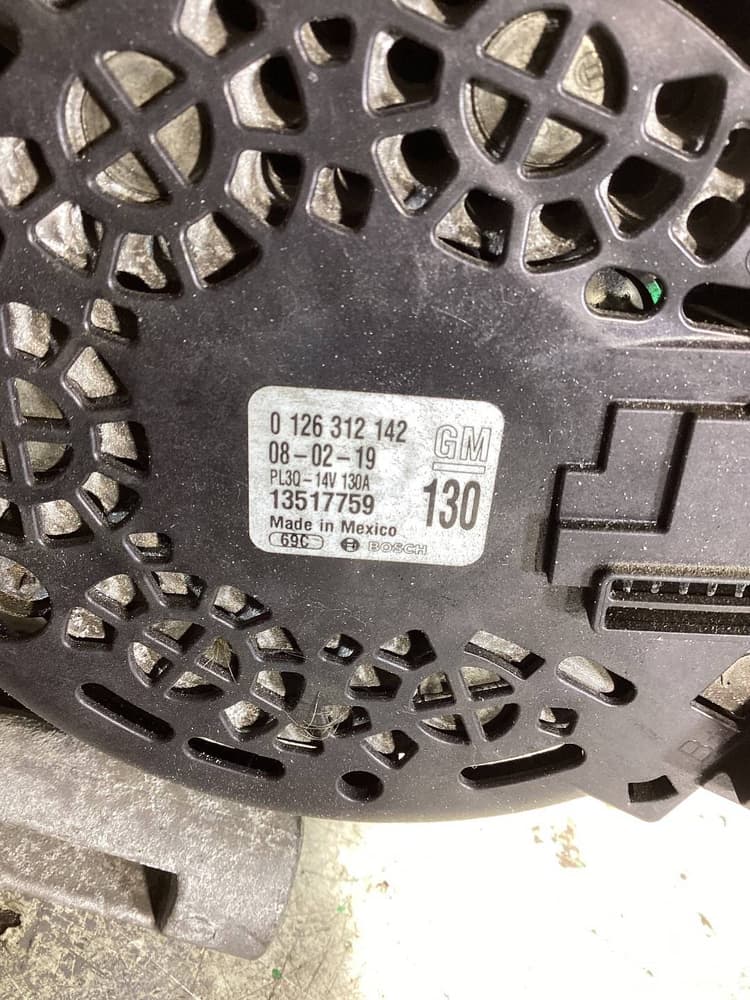 0 126 312 142
GM
08-02-19
PL3Q-14V 130A
130
13517759
Made in Mexico
69C BOSCH
B